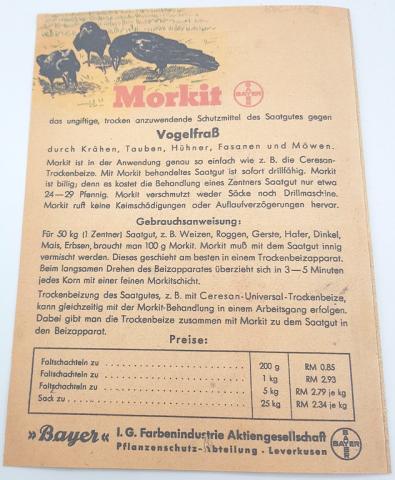 Morkit
BAYER
BAYER
das ungiftige, trocken anzuwendende Schutzmittel des Saatgutes gegen
Vogelfraß
durch Krähen, Tauben, Hühner, Fasanen und Möwen.
Morkit ist in der Anwendung genau so einfach wie z. B. die Ceresan-
Trockenbeize. Mit Morkit behandeltes Saatgut ist sofort drillfähig. Morkit
ist billig; denn es kostet die Behandlung eines Zentners Saatgut nur etwa
24—29 Pfennig. Morkit verschmutzt weder Säcke noch Drillmaschine.
Morkit ruft keine Keimschädigungen oder Auflaufverzögerungen hervor.
Gebrauchsanweisung:
Für 50 kg (1 Zentner) Saatgut, z. B. Weizen, Roggen, Gerste, Hafer, Dinkel,
Mais, Erbsen, braucht man 100 g Morkit. Morkit muß mit dem Saatgut innig
vermischt werden. Dieses geschieht am besten in einem Trockenbeizapparat.
Beim langsamen Drehen des Beizapparates überzieht sich in 3—5 Minuten
jedes Korn mit einer feinen Morkitschicht.
Trockenbeizung des Saatgutes, z. B. mit Ceresan-Universal-Trockenbeize,
kann gleichzeitig mit der Morkit-Behandlung in einem Arbeitsgang erfolgen.
Dabei gibt man die Trockenbeize zusammen mit Morkit zu dem Saatgut in
den Beizapparat.
Preise:
Faltschachteln zu . . . . . . . . . . . . . . . . 200 g RM 0.85
Faltschachteln zu . . . . . . . . . . . . . . . . 1 kg RM 2.93
Faltschachteln zu . . . . . . . . . . . . . . . . 5 kg RM 2.79 je kg
Sack zu . . . . . . . . . . . . . . . . . . . . 25 kg RM 2.34 je kg
»Bayer« I. G. Farbenindustrie Aktiengesellschaft
Pflanzenschutz-Abteilung . Leverkusen
BAYER
BAYER